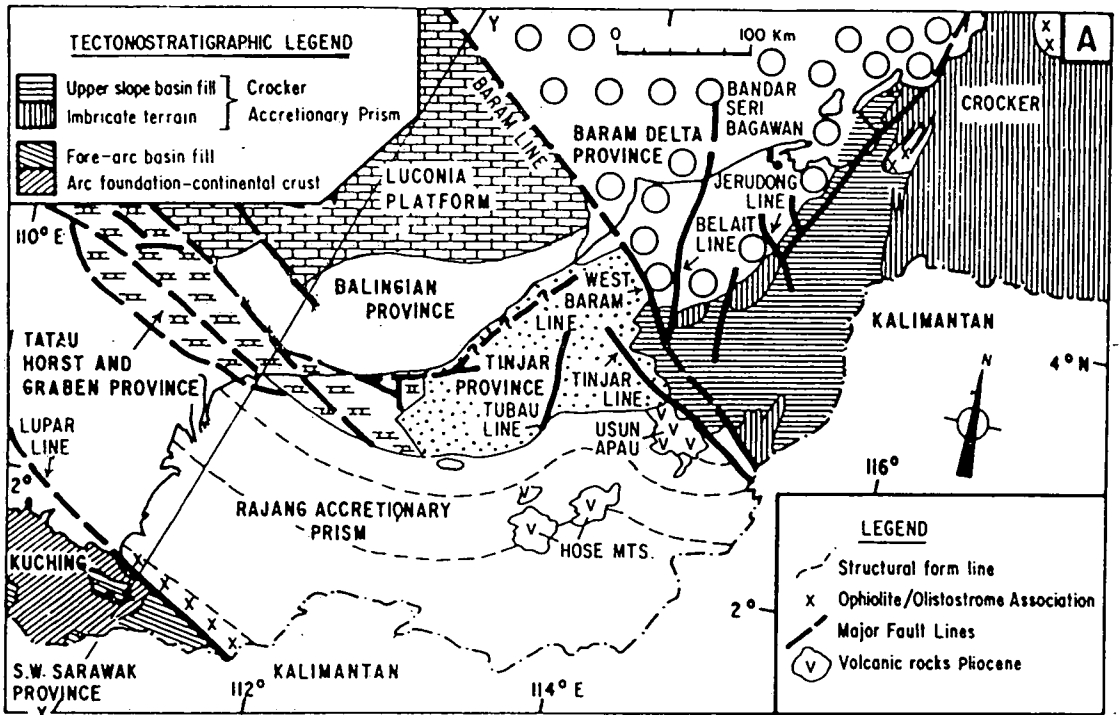 TECTONOSTRATIGRAPHIC LEGEND
Upper slope basin fill
Imbricate terrain
Crocker
Accretionary Prism
Fore-arc basin fill
Arc foundation-continental crust
Y
0 100 Km
A
BARAM LINE
BANDAR
SERI
BAGAWAN
CROCKER
BARAM DELTA
PROVINCE
LUCONIA
PLATFORM
JERUDONG
LINE
BELAIT
LINE
110° E
BALINGIAN
PROVINCE
WEST
BARAM
LINE
KALIMANTAN
TATAU
HORST AND
GRABEN PROVINCE
TINJAR
PROVINCE
TUBAU
LINE
TINJAR
LINE
4° N
N
LUPAR
LINE
USUN
APAU
V V
V V
V
116°
2°
RAJANG ACCRETIONARY
PRISM
V
V
V
HOSE MTS.
KUCHING
LEGEND
Structural form line
x Ophiolite/Olistostrome Association
Major Fault Lines
V Volcanic rocks Pliocene
2°
S.W. SARAWAK
PROVINCE
KALIMANTAN
112°
114° E